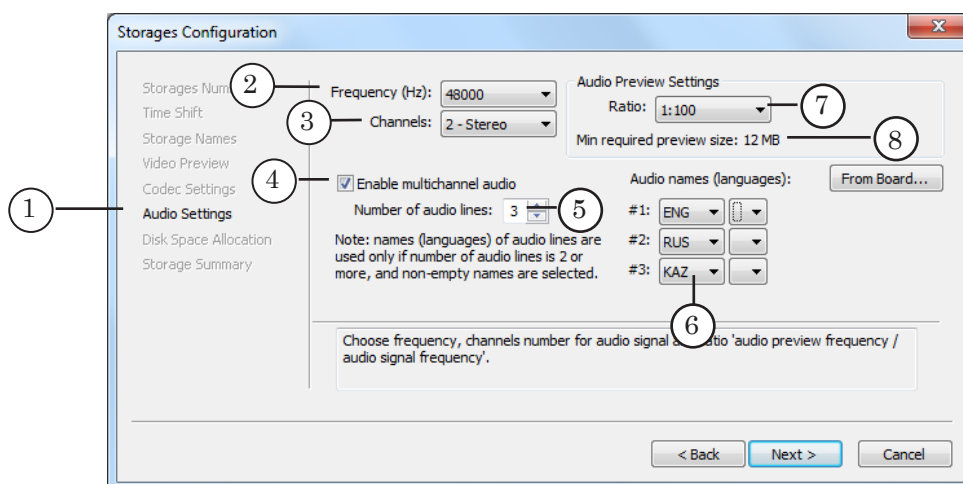 Storages Configuration
Storages Num
Time Shift
Storage Names
Video Preview
Codec Settings
Audio Settings
Disk Space Allocation
Storage Summary
1
2
Frequency (Hz): 48000
3
Channels: 2 - Stereo
Audio Preview Settings
Ratio: 1:100
7
Min required preview size: 12 MB
8
4
Enable multichannel audio
Number of audio lines: 3
5
Note: names (languages) of audio lines are
used only if number of audio lines is 2 or
more, and non-empty names are selected.
Audio names (languages):
From Board...
#1: ENG
#2: RUS
#3: KAZ
6
Choose frequency, channels number for audio signal a atio 'audio preview frequency /
audio signal frequency'.
< Back
Next >
Cancel